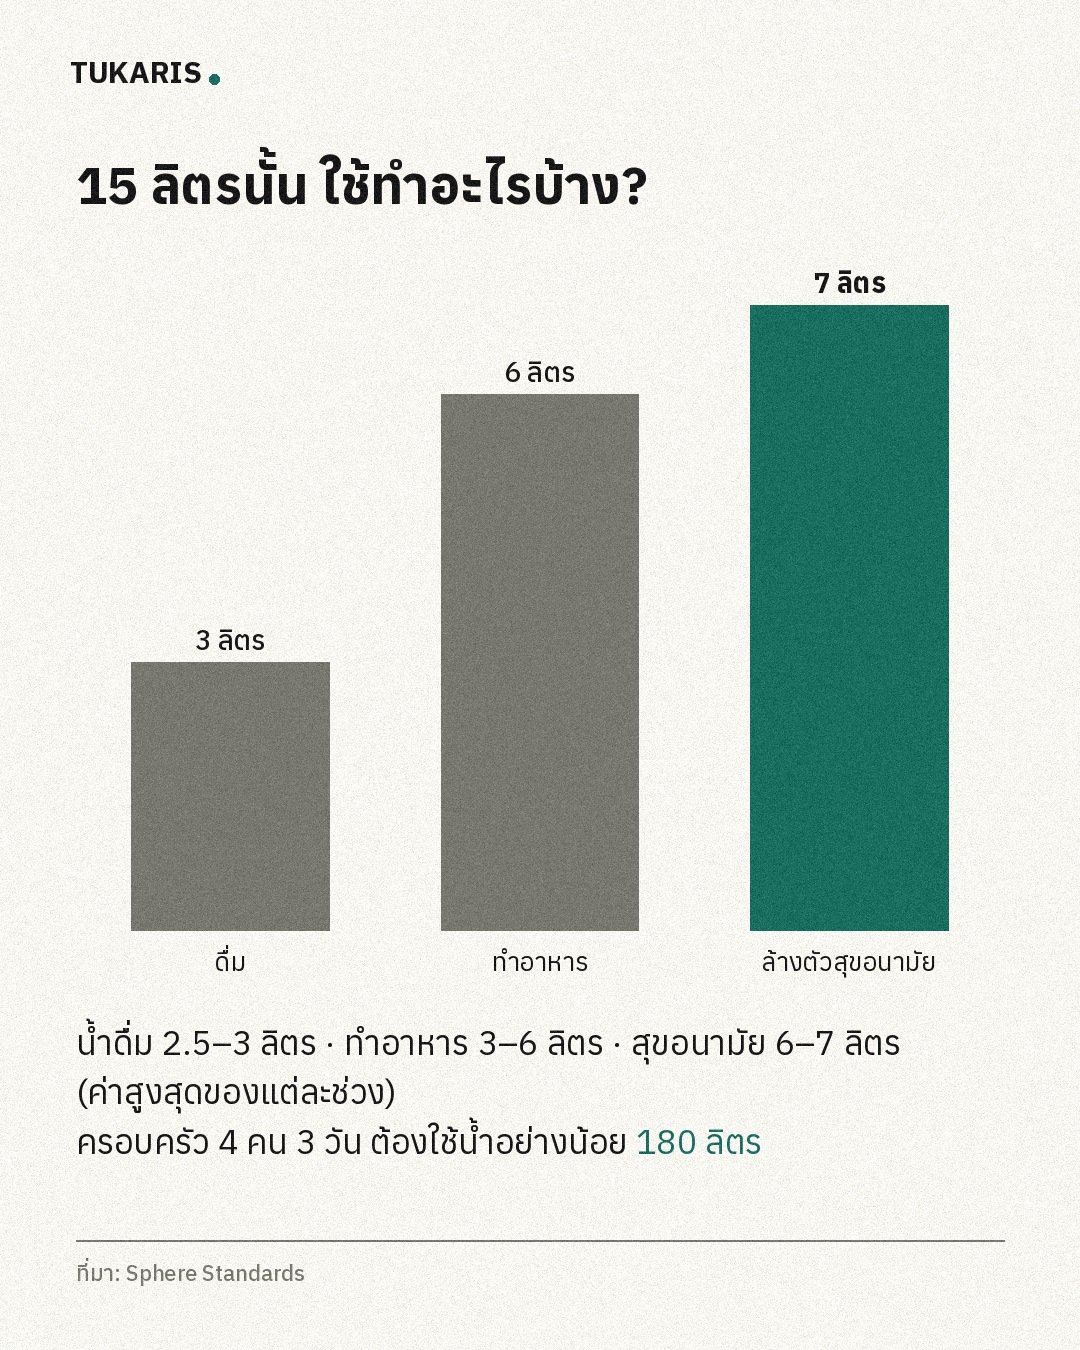 TUKARIS
15 ลิตรนั้น ใช้ทำอะไรบ้าง?
7 ลิตร
6 ลิตร
3 ลิตร
ดื่ม
ทำอาหาร
ล้างตัวสุขอนามัย
น้ำดื่ม 2.5–3 ลิตร · ทำอาหาร 3–6 ลิตร · สุขอนามัย 6–7 ลิตร
(ค่าสูงสุดของแต่ละช่วง)
ครอบครัว 4 คน 3 วัน ต้องใช้น้ำอย่างน้อย 180 ลิตร
ที่มา: Sphere Standards